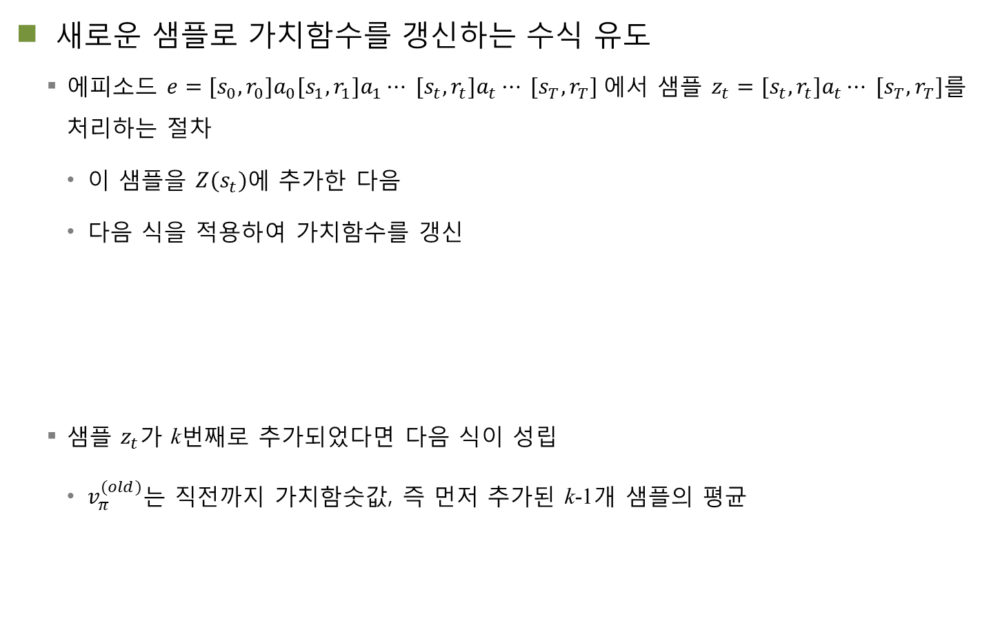 ■ 새로운 샘플로 가치함수를 갱신하는 수식 유도
▪ 에피소드 $e = [s_0, r_0]a_0[s_1, r_1]a_1 \cdots [s_t, r_t]a_t \cdots [s_T, r_T]$ 에서 샘플 $z_t = [s_t, r_t]a_t \cdots [s_T, r_T]$를
처리하는 절차
• 이 샘플을 $Z(s_t)$에 추가한 다음
• 다음 식을 적용하여 가치함수를 갱신
▪ 샘플 $z_t$가 $k$번째로 추가되었다면 다음 식이 성립
• $v_\pi^{(old)}$는 직전까지 가치함숫값, 즉 먼저 추가된 $k$-1개 샘플의 평균